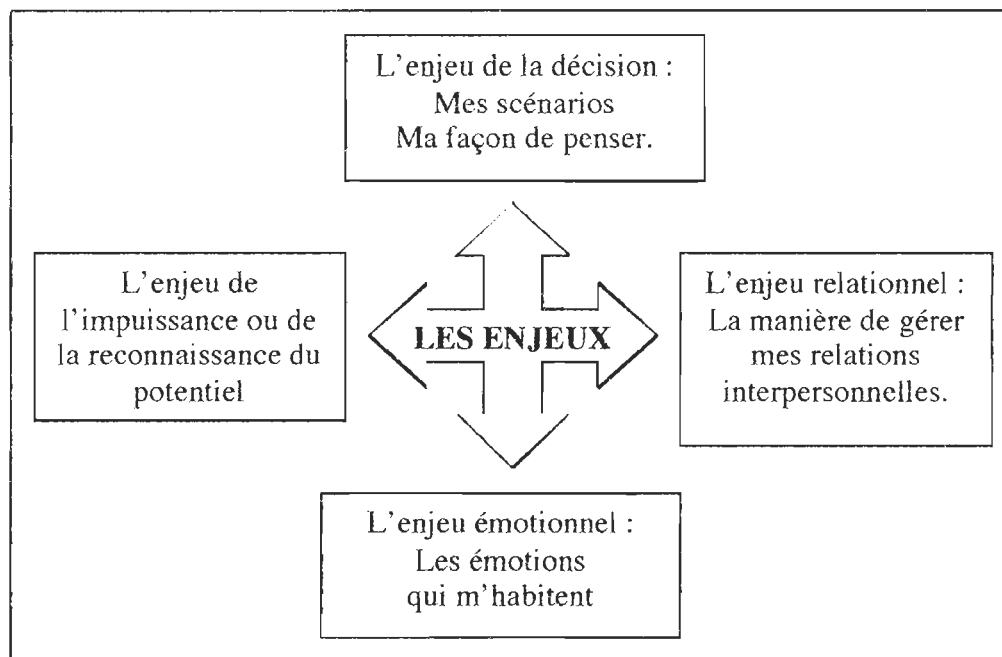 L'enjeu de la décision :
Mes scénarios
Ma façon de penser.
L'enjeu de
l'impuissance ou de
la reconnaissance du
potentiel
LES ENJEUX
L'enjeu relationnel :
La manière de gérer
mes relations
interpersonnelles.
L'enjeu émotionnel :
Les émotions
qui m'habitent